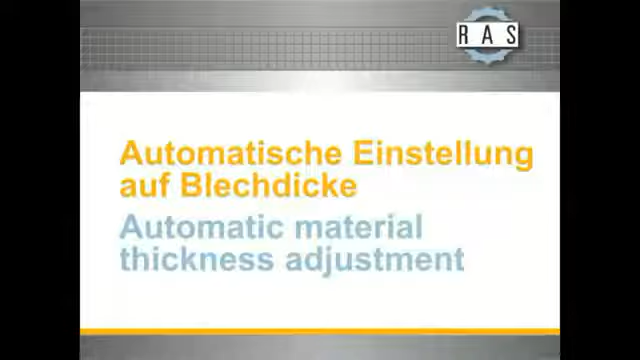 RAS
Automatische Einstellung
auf Blechdicke
Automatic material
thickness adjustment